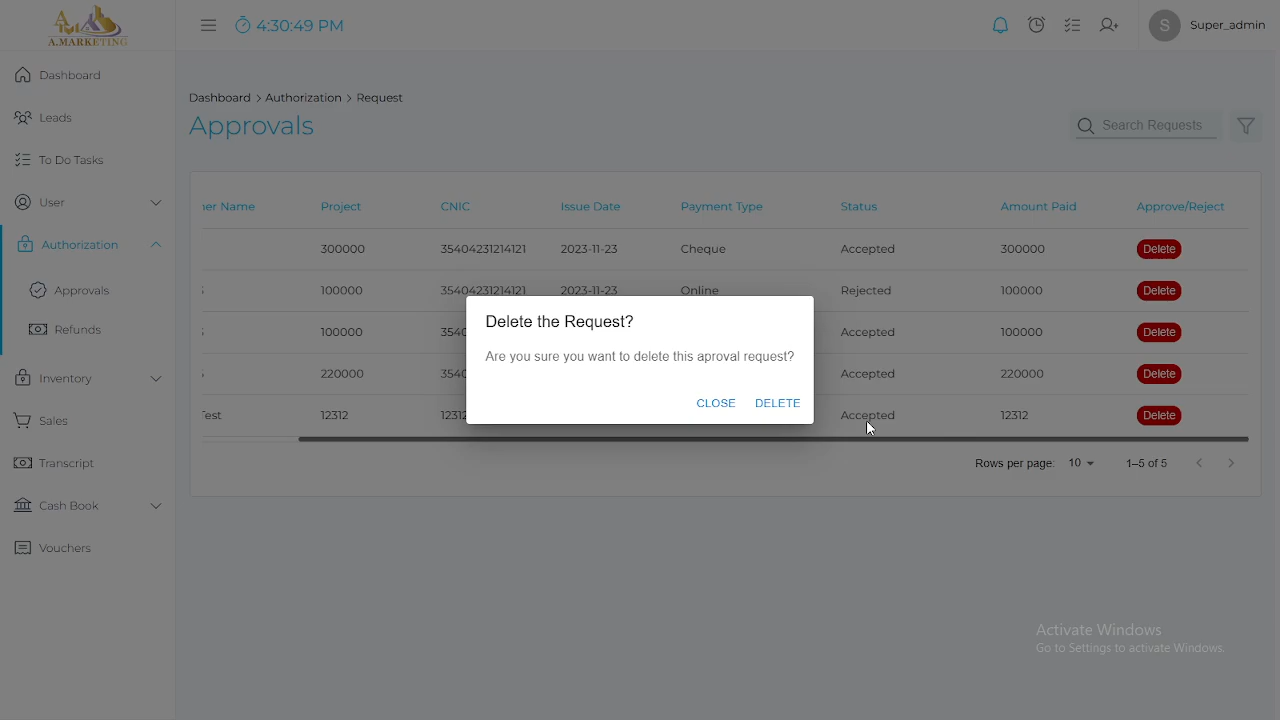 A.MARKETING
4:30:49 PM
S
Super_admin
Dashboard
Leads
To Do Tasks
User
Authorization
Approvals
Refunds
Inventory
Sales
Transcript
Cash Book
Vouchers
Dashboard > Authorization > Request
Approvals
Search Requests
er Name Project CNIC Issue Date Payment Type Status Amount Paid Approve/Reject
300000 35404231214121 2023-11-23 Cheque Accepted 300000 Delete
100000 35404231214121 2023-11-23 Online Rejected 100000 Delete
100000 3540 Accepted 100000 Delete
220000 3540 Accepted 220000 Delete
Test 12312 12312 Accepted 12312 Delete
Delete the Request?
Are you sure you want to delete this aproval request?
CLOSE DELETE
Rows per page: 10 1–5 of 5
Activate Windows
Go to Settings to activate Windows.